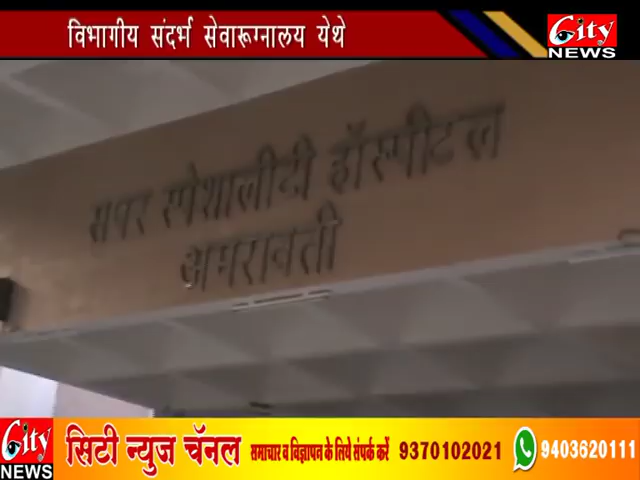 विभागीय संदर्भ सेवारूग्नालय येथे
City
NEWS
सुपर स्पेशालीटी हॉस्पीटल
अमरावती
City
NEWS
सिटी न्युज चॅनल समाचार व विज्ञापन के लिये संपर्क करें 9370102021 9403620111